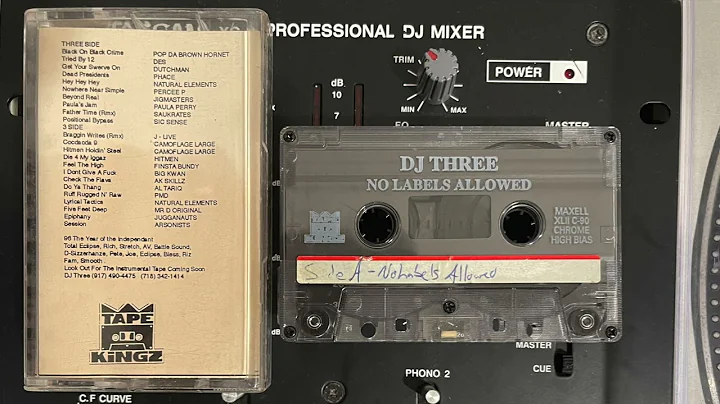 THREE SIDE
Black On Black Crime POP DA BROWN HORNET
Tried By 12 DES
Get Your Swerve On DUTCHMAN
Dead Presidents PHACE
Hey Hey Hey NATURAL ELEMENTS
Nowhere Near Simple PERCEE P
Beyond Real JIGMASTERS
Paula's Jam PAULA PERRY
Father Time (Rmx) SAUKRATES
Positional Bypass SIC SENSE
3 SIDE
Braggin Writes (Rmx) J - LIVE
Cocdaoda 9 CAMOFLAGE LARGE
Hitmen Holdin' Steel CAMOFLAGE LARGE
Die 4 My Iggaz HITMEN
Feel The High FINSTA BUNDY
I Dont Give A Fuck BIG KWAN
Check The Flava AK SKILLZ
Do Ya Thang AL TARIQ
Ruff Rugged N' Raw PMD
Lyrical Tactics NATURAL ELEMENTS
Five Feet Deep MR D ORIGINAL
Epiphany JUGGANAUTS
Session ARSONISTS
96 The Year of the Independant
Total Eclipse, Rich, Stretch, AV, Battle Sound,
D-Sizzerhanze, Pete, Joe, Eclipse, Bless, Riz
Fam, Smooth
Look Out For The Instrumental Tape Coming Soon
DJ Three (917) 490-4475 (718) 342-1414
TAPE
KiNGZ
PROFESSIONAL DJ MIXER
TRIM
MIN MAX
POWER
dB
10
7
EQ
MASTER
DJ THREE
NO LABELS ALLOWED
TAPE
KINGZ
MAXELL
XLII C-90
CHROME
HIGH BIAS
Side A - No Labels Allowed
MASTER
CUE
PHONO 2
C.F CURVE